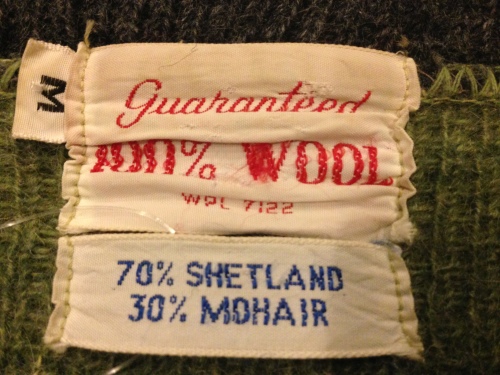 M
Guaranteed
100% WOOL
WPL 7122
70% SHETLAND
30% MOHAIR